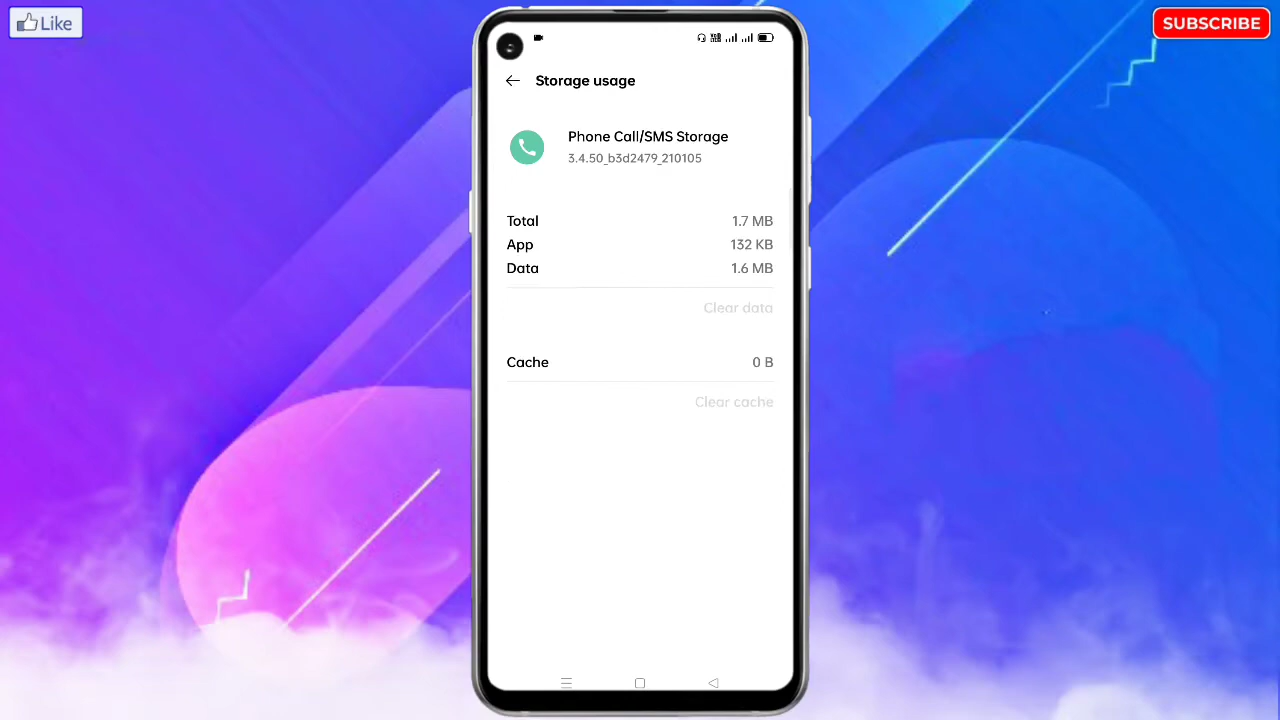 Like
SUBSCRIBE
Storage usage
Phone Call/SMS Storage
3.4.50_b3d2479_210105
Total 1.7 MB
App 132 KB
Data 1.6 MB
Clear data
Cache 0 B
Clear cache